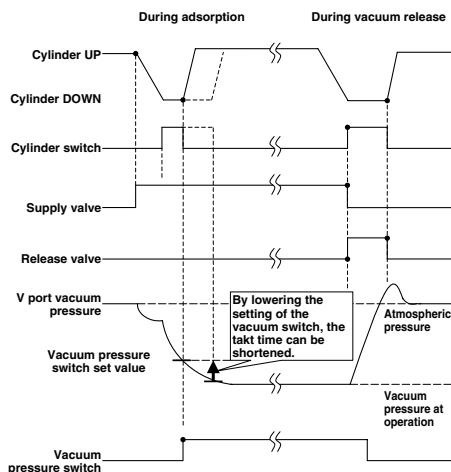 During adsorption
During vacuum release
Cylinder UP
Cylinder DOWN
Cylinder switch
Supply valve
Release valve
V port vacuum
pressure
By lowering the
setting of the
vacuum switch, the
takt time can be
shortened.
Atmospheric
pressure
Vacuum pressure
switch set value
Vacuum
pressure at
operation
Vacuum
pressure switch